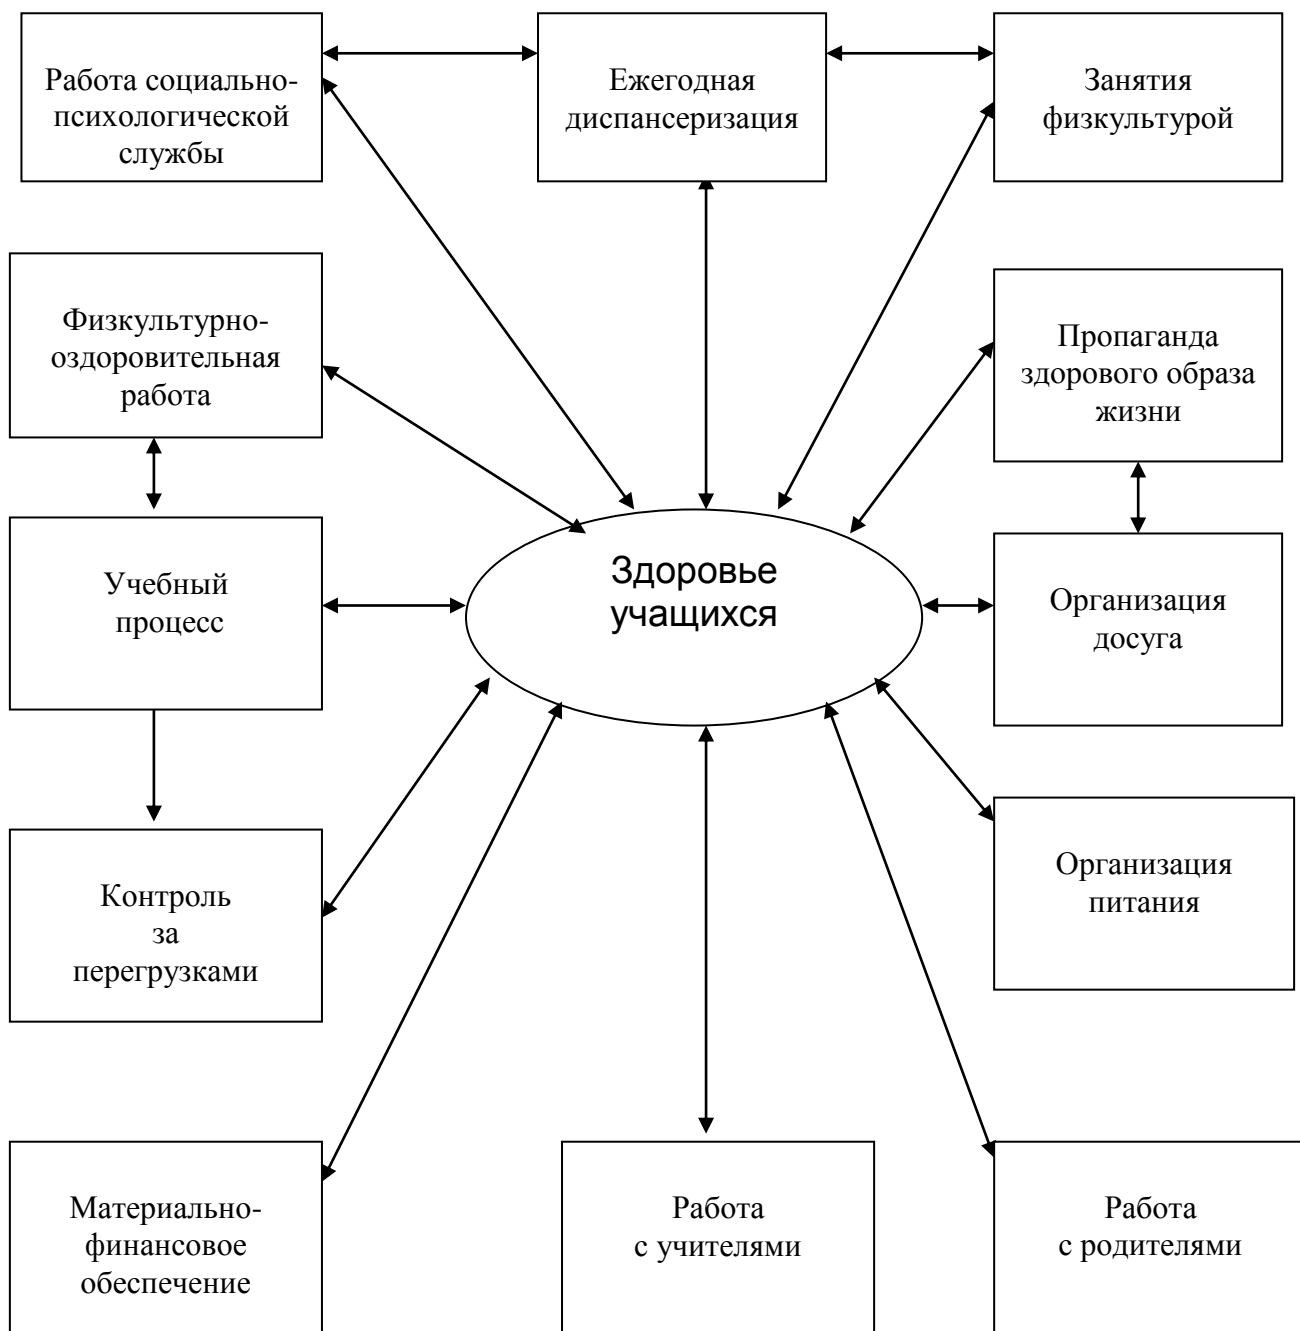 Работа социально-
психологической
службы
Ежегодная
диспансеризация
Занятия
физкультурой
Физкультурно-
оздоровительная
работа
Пропаганда
здорового образа
жизни
Учебный
процесс
Здоровье
учащихся
Организация
досуга
Контроль
за
перегрузками
Организация
питания
Материально-
финансовое
обеспечение
Работа
с учителями
Работа
с родителями